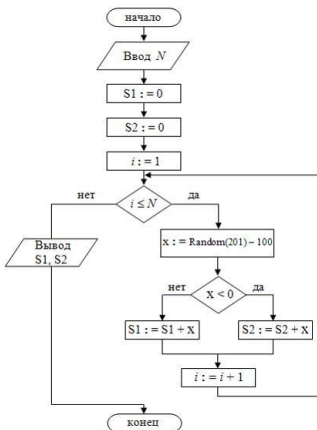 начало
Ввод N
S1 : = 0
S2 : = 0
i : = 1
нет
i ≤ N
да
x : = Random(201) – 100
Вывод
S1, S2
нет
X < 0
да
S1 := S1 + X
S2 := S2 + X
i : = i + 1
конец